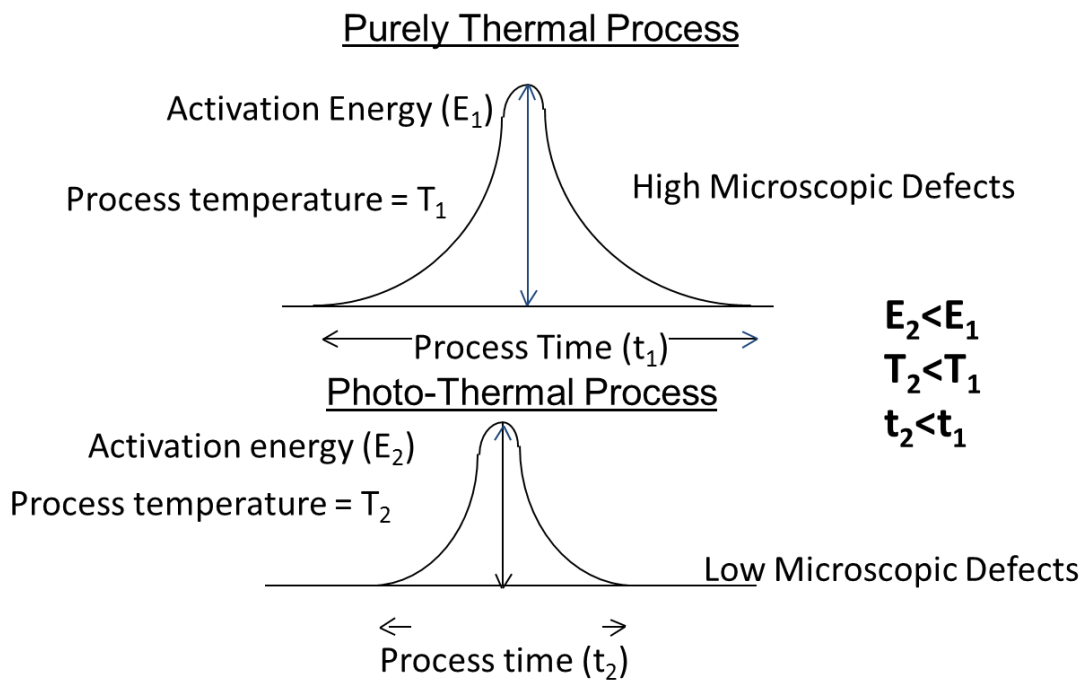 Purely Thermal Process
Activation Energy (E₁)
Process temperature = T₁
High Microscopic Defects
Process Time (t₁)
E₂<E₁
T₂<T₁
t₂<t₁
Photo-Thermal Process
Activation energy (E₂)
Process temperature = T₂
Low Microscopic Defects
Process time (t₂)